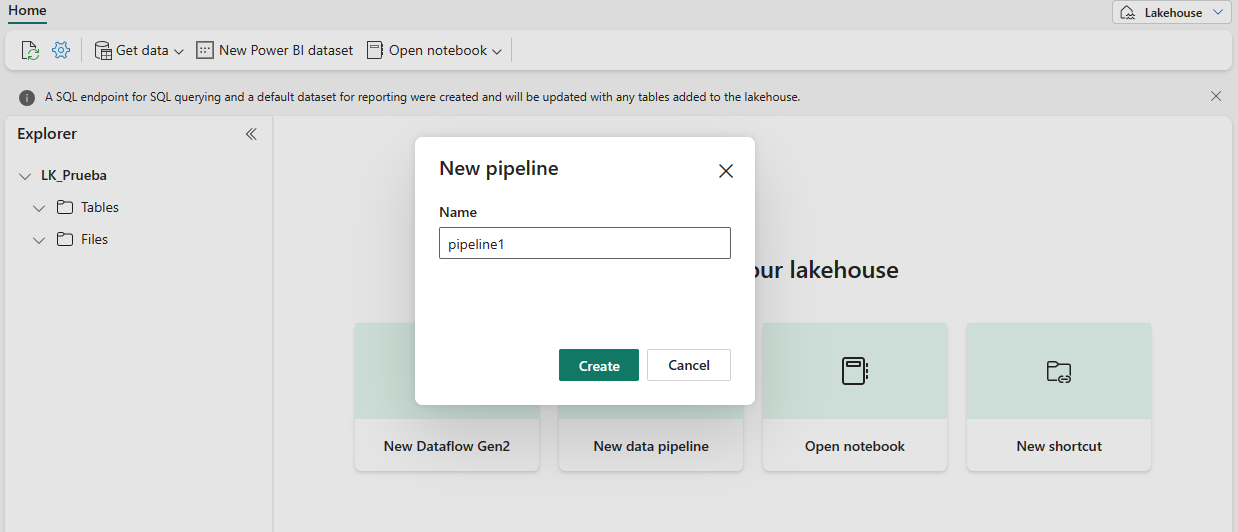 Home
Lakehouse
Get data
New Power BI dataset
Open notebook
A SQL endpoint for SQL querying and a default dataset for reporting were created and will be updated with any tables added to the lakehouse.
Explorer
LK_Prueba
Tables
Files
New pipeline
Name
pipeline1
Create
Cancel
lakehouse
New Dataflow Gen2
New data pipeline
Open notebook
New shortcut